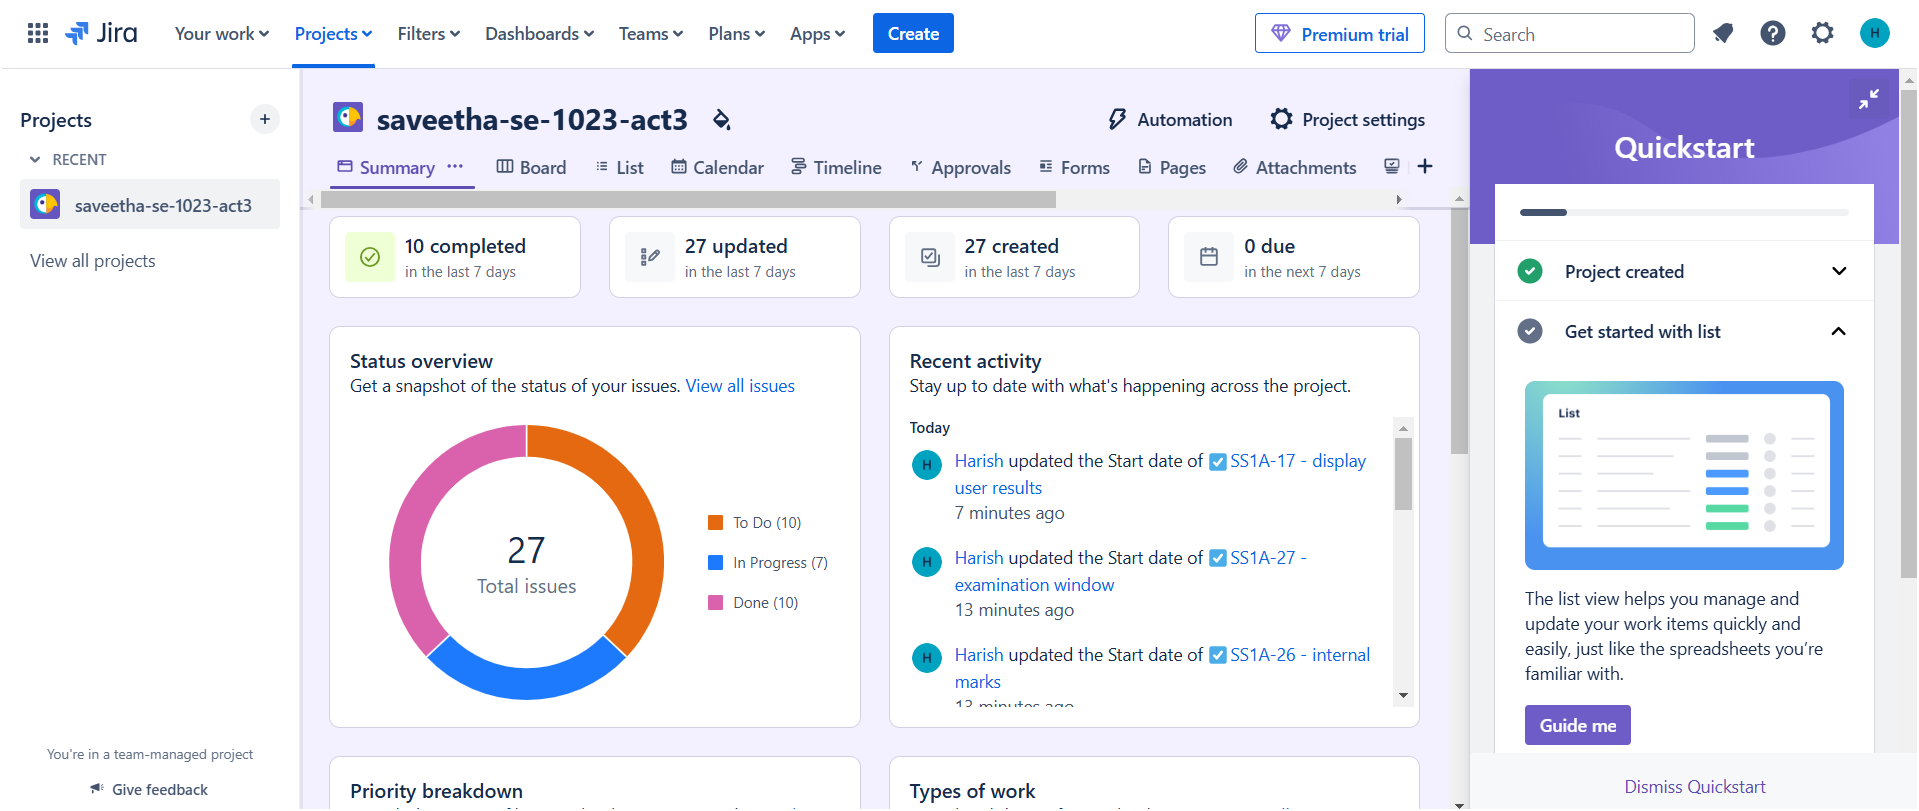 Jira
Your work
Projects
Filters
Dashboards
Teams
Plans
Apps
Create
Premium trial
Search
H
Projects
RECENT
saveetha-se-1023-act3
View all projects
You're in a team-managed project
Give feedback
saveetha-se-1023-act3
Automation
Project settings
Summary
Board
List
Calendar
Timeline
Approvals
Forms
Pages
Attachments
10 completed
in the last 7 days
27 updated
in the last 7 days
27 created
in the last 7 days
0 due
in the next 7 days
Status overview
Get a snapshot of the status of your issues. View all issues
27
Total issues
To Do (10)
In Progress (7)
Done (10)
Recent activity
Stay up to date with what's happening across the project.
Today
H
Harish updated the Start date of SS1A-17 - display
user results
7 minutes ago
H
Harish updated the Start date of SS1A-27 -
examination window
13 minutes ago
H
Harish updated the Start date of SS1A-26 - internal
marks
13 minutes ago
Priority breakdown
Types of work
Quickstart
Project created
Get started with list
List
The list view helps you manage and
update your work items quickly and
easily, just like the spreadsheets you're
familiar with.
Guide me
Dismiss Quickstart